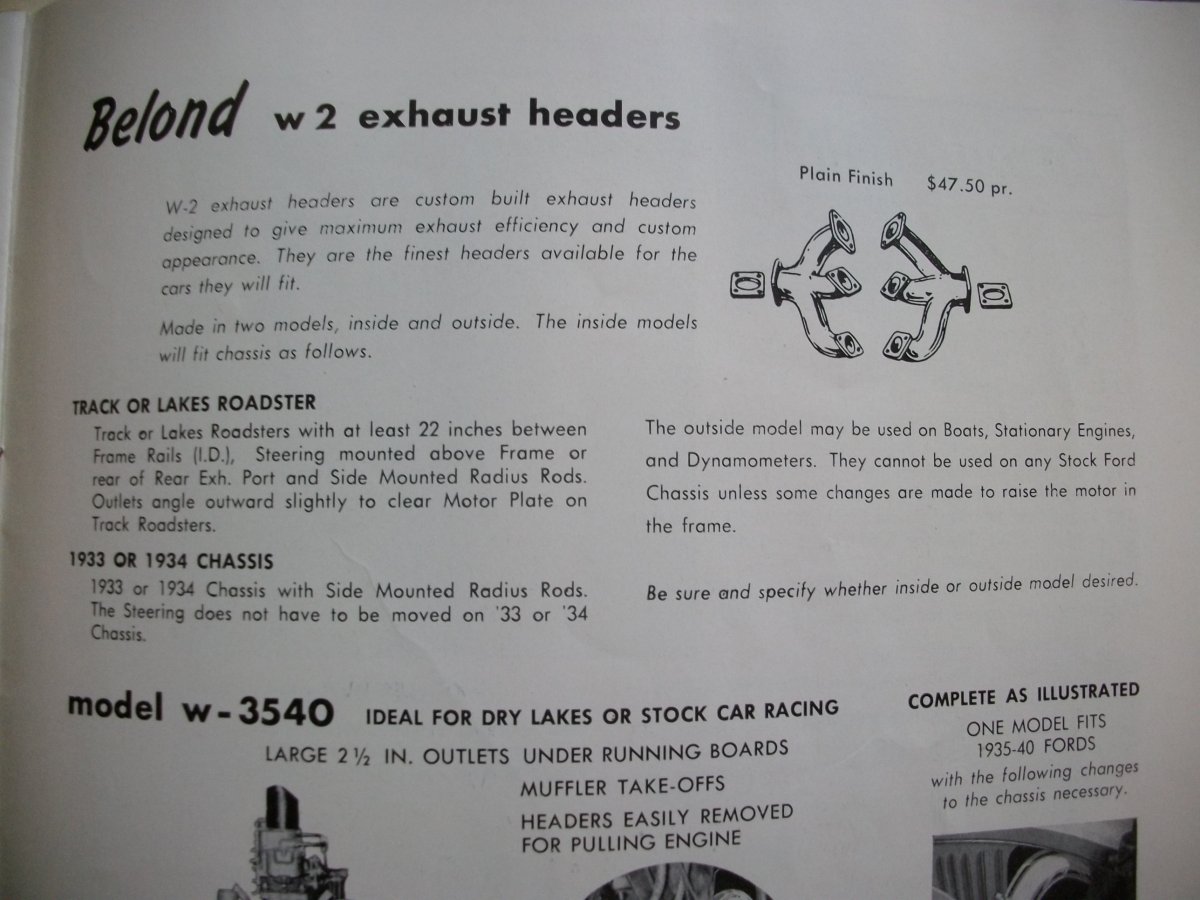 Belond w 2 exhaust headers
Plain Finish $47.50 pr.
W-2 exhaust headers are custom built exhaust headers
designed to give maximum exhaust efficiency and custom
appearance. They are the finest headers available for the
cars they will fit.
Made in two models, inside and outside. The inside models
will fit chassis as follows.
TRACK OR LAKES ROADSTER
Track or Lakes Roadsters with at least 22 inches between
Frame Rails (I.D.), Steering mounted above Frame or
rear of Rear Exh. Port and Side Mounted Radius Rods.
Outlets angle outward slightly to clear Motor Plate on
Track Roadsters.
1933 OR 1934 CHASSIS
1933 or 1934 Chassis with Side Mounted Radius Rods.
The Steering does not have to be moved on '33 or '34
Chassis.
The outside model may be used on Boats, Stationary Engines,
and Dynamometers. They cannot be used on any Stock Ford
Chassis unless some changes are made to raise the motor in
the frame.
Be sure and specify whether inside or outside model desired.
model w-3540 IDEAL FOR DRY LAKES OR STOCK CAR RACING
LARGE 2½ IN. OUTLETS UNDER RUNNING BOARDS
MUFFLER TAKE-OFFS
HEADERS EASILY REMOVED
FOR PULLING ENGINE
COMPLETE AS ILLUSTRATED
ONE MODEL FITS
1935-40 FORDS
with the following changes
to the chassis necessary.